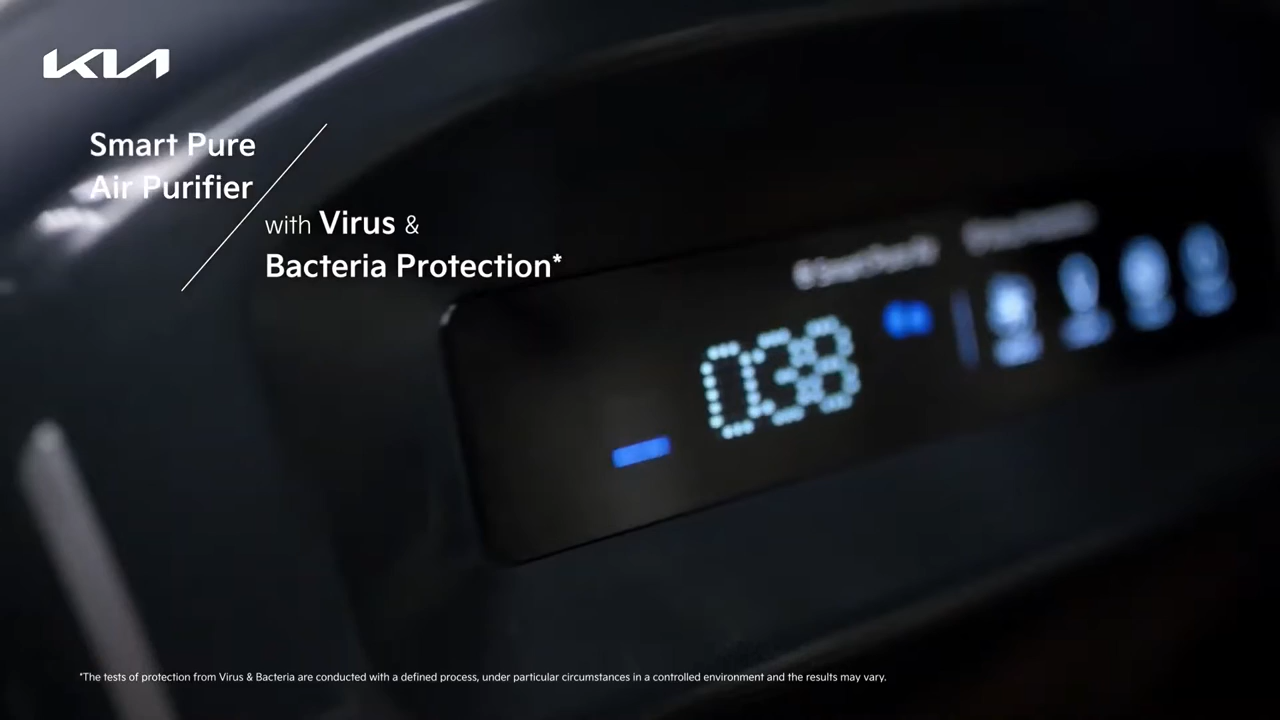 KIA
Smart Pure
Air Purifier
with Virus &
Bacteria Protection*
038
*The tests of protection from Virus & Bacteria are conducted with a defined process, under particular circumstances in a controlled environment and the results may vary.